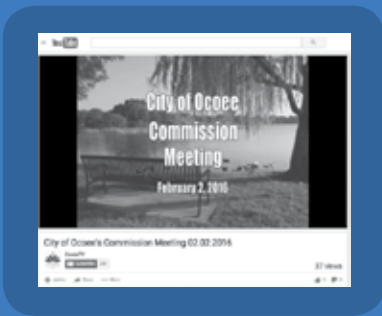 YouTube
City of Ocoee
Commission
Meeting
February 2, 2016
City of Ocoee's Commission Meeting 02.02.2016
37 views